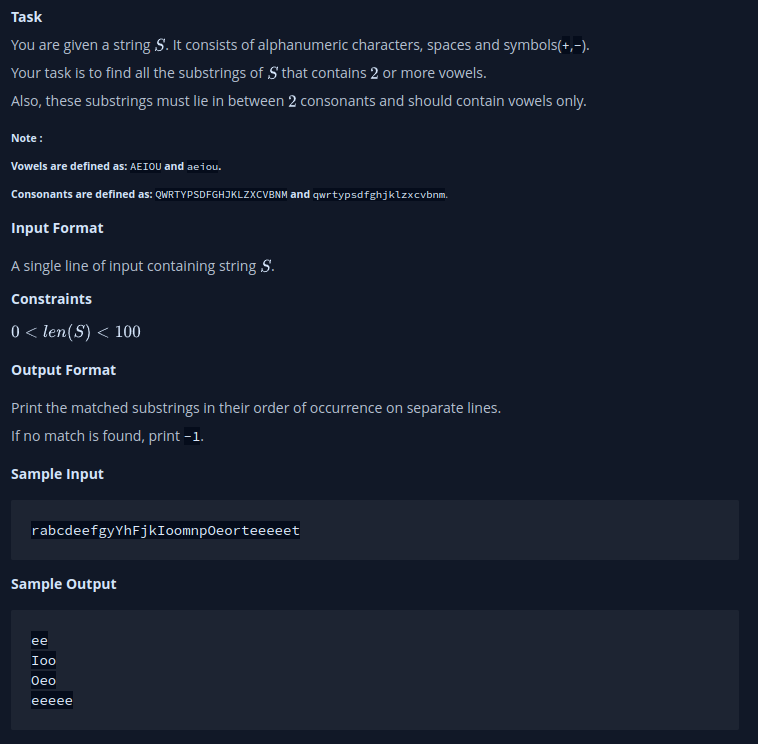 Task
You are given a string S. It consists of alphanumeric characters, spaces and symbols(+,-).
Your task is to find all the substrings of S that contains 2 or more vowels.
Also, these substrings must lie in between 2 consonants and should contain vowels only.
Note :
Vowels are defined as: AEIOU and aeiou.
Consonants are defined as: QWRTYPSDFGHJKLZXCVBNM and qwrtypsdfghjklzxcvbnm.
Input Format
A single line of input containing string S.
Constraints
0 < len(S) < 100
Output Format
Print the matched substrings in their order of occurrence on separate lines.
If no match is found, print -1.
Sample Input
rabcdeefgyYhFjkIoomnpOeorteeeeet
Sample Output
ee
Ioo
Oeo
eeeee